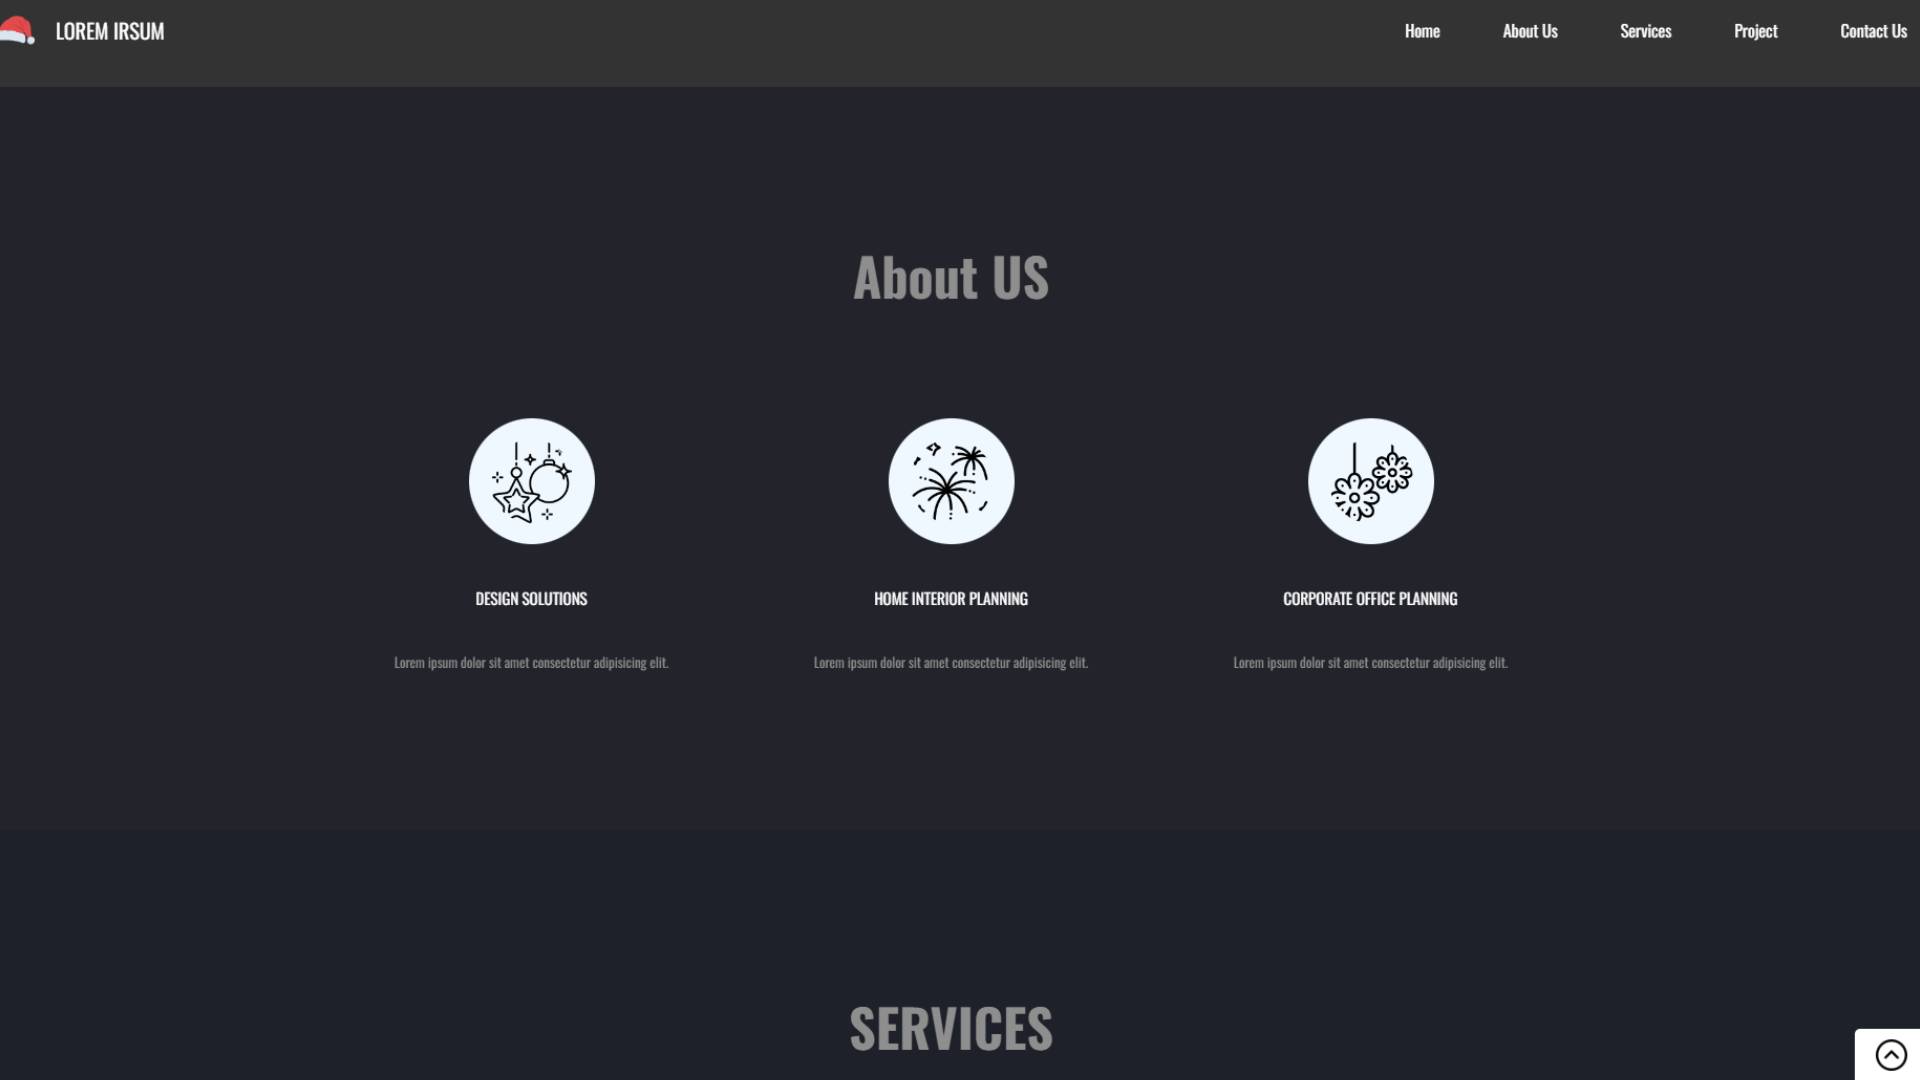 LOREM IRSUM
Home
About Us
Services
Project
Contact Us
About US
DESIGN SOLUTIONS
HOME INTERIOR PLANNING
CORPORATE OFFICE PLANNING
Lorem ipsum dolor sit amet consectetur adipisicing elit.
Lorem ipsum dolor sit amet consectetur adipisicing elit.
Lorem ipsum dolor sit amet consectetur adipisicing elit.
SERVICES